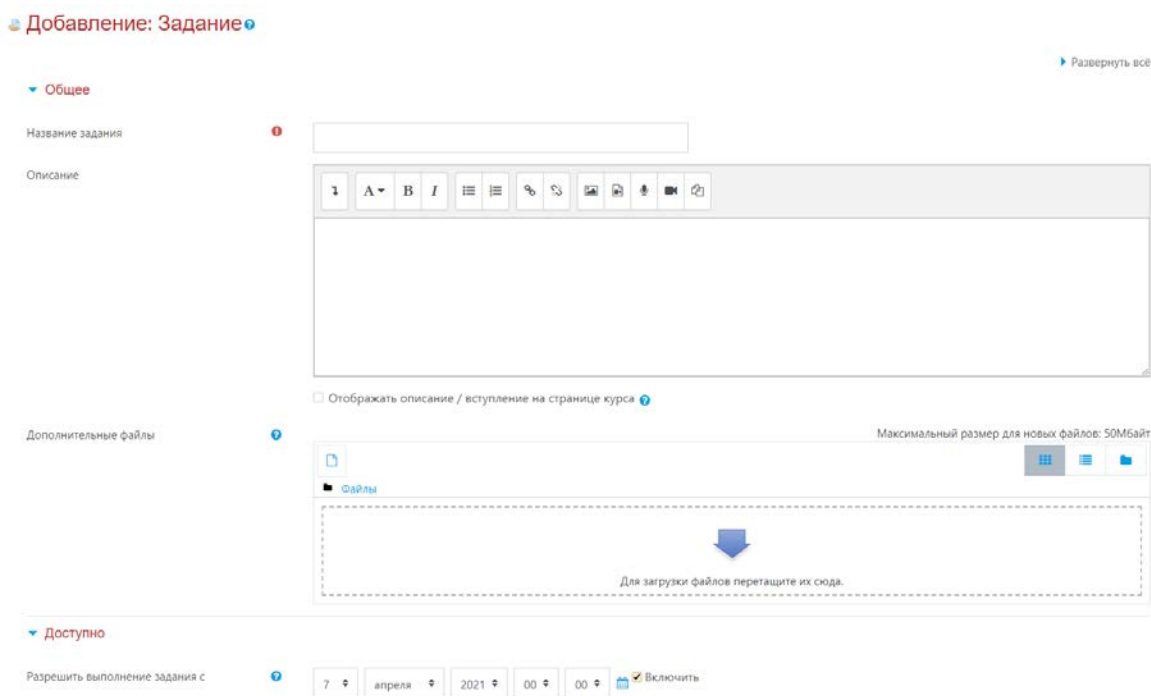 Добавление: Задание
Развернуть всё
Общее
Название задания
Описание
A B I
Отображать описание / вступление на странице курса
Дополнительные файлы
Максимальный размер для новых файлов: 50Мбайт
Файлы
Для загрузки файлов перетащите их сюда.
Доступно
Разрешить выполнение задания с 7 апреля 2021 00 00 Включить